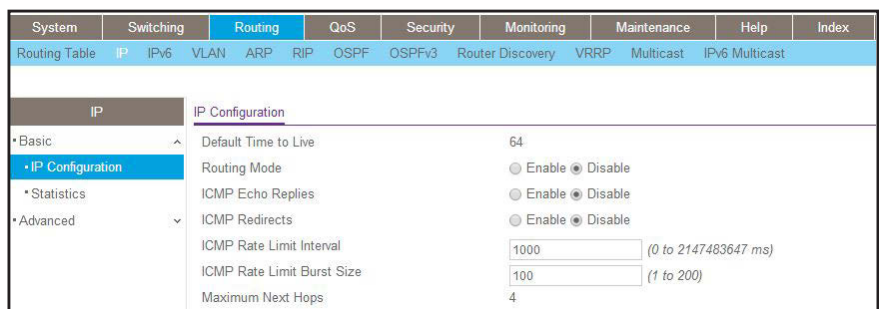 System Switching Routing QoS Security Monitoring Maintenance Help Index
Routing Table IP IPv6 VLAN ARP RIP OSPF OSPFv3 Router Discovery VRRP Multicast IPv6 Multicast
IP
Basic
IP Configuration
Statistics
Advanced
IP Configuration
Default Time to Live 64
Routing Mode Enable Disable
ICMP Echo Replies Enable Disable
ICMP Redirects Enable Disable
ICMP Rate Limit Interval 1000 (0 to 2147483647 ms)
ICMP Rate Limit Burst Size 100 (1 to 200)
Maximum Next Hops 4